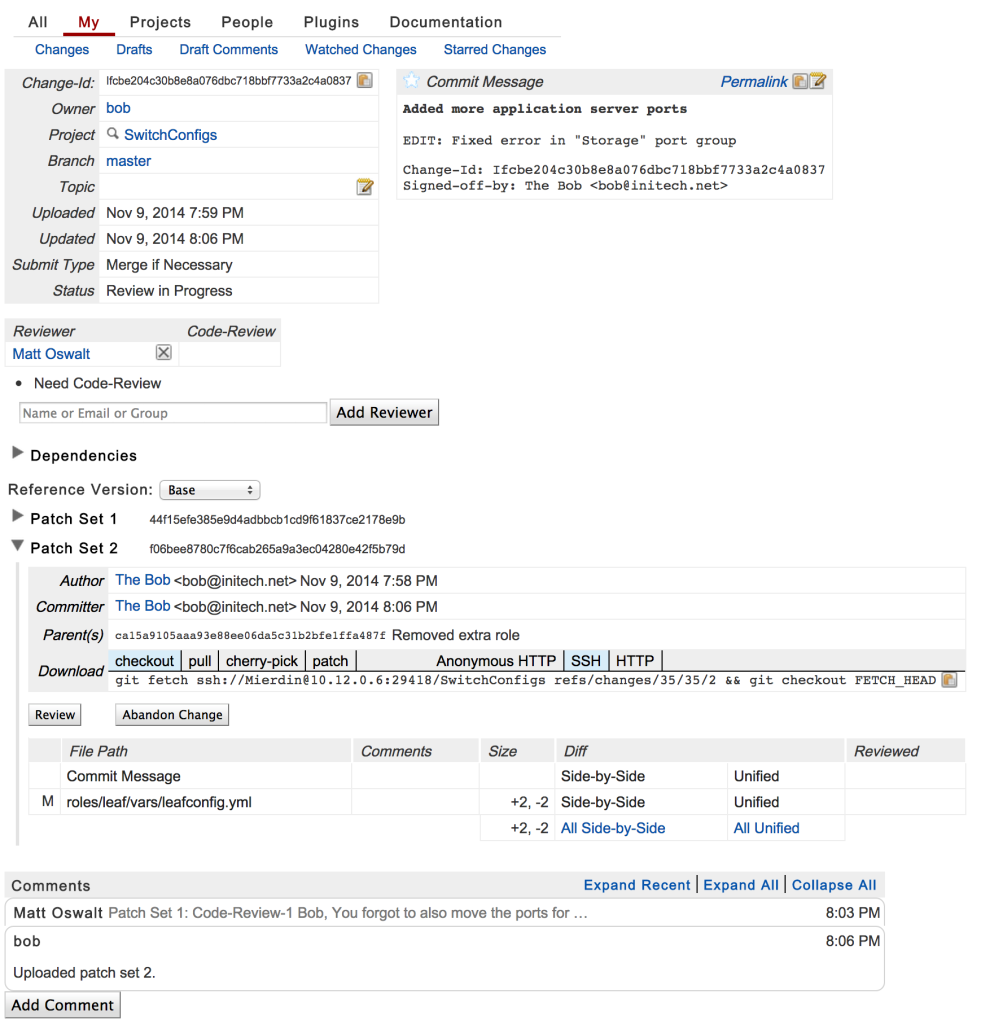 All My Projects People Plugins Documentation
Changes Drafts Draft Comments Watched Changes Starred Changes
Change-Id: Ifcbe204c30b8e8a076dbc718bbf7733a2c4a0837
Owner bob
Project SwitchConfigs
Branch master
Topic
Uploaded Nov 9, 2014 7:59 PM
Updated Nov 9, 2014 8:06 PM
Submit Type Merge if Necessary
Status Review in Progress
Commit Message Permalink
Added more application server ports
EDIT: Fixed error in "Storage" port group
Change-Id: Ifcbe204c30b8e8a076dbc718bbf7733a2c4a0837
Signed-off-by: The Bob <bob@initech.net>
Reviewer Code-Review
Matt Oswalt
Need Code-Review
Name or Email or Group Add Reviewer
Dependencies
Reference Version: Base
Patch Set 1 44f15efe385e9d4adbbcb1cd9f61837ce2178e9b
Patch Set 2 f06bee8780c7f6cab265a9a3ec04280e42f5b79d
Author The Bob <bob@initech.net> Nov 9, 2014 7:58 PM
Committer The Bob <bob@initech.net> Nov 9, 2014 8:06 PM
Parent(s) ca15a9105aaa93e88ee06da5c31b2bfe1ffa487f Removed extra role
Download checkout pull cherry-pick patch Anonymous HTTP SSH HTTP
git fetch ssh://Mierdin@10.12.0.6:29418/SwitchConfigs refs/changes/35/35/2 && git checkout FETCH_HEAD
Review Abandon Change
File Path Comments Size Diff Reviewed
Commit Message Side-by-Side Unified
M roles/leaf/vars/leafconfig.yml +2, -2 Side-by-Side Unified
+2, -2 All Side-by-Side All Unified
Comments Expand Recent Expand All Collapse All
Matt Oswalt Patch Set 1: Code-Review-1 Bob, You forgot to also move the ports for … 8:03 PM
bob 8:06 PM
Uploaded patch set 2.
Add Comment